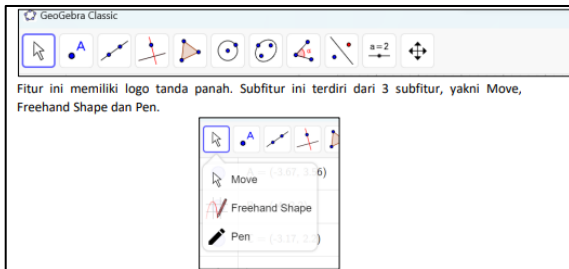 GeoGebra Classic
A
a=2
Fitur ini memiliki logo tanda panah. Subfitur ini terdiri dari 3 subfitur, yakni Move,
Freehand Shape dan Pen.
A
Move
Freehand Shape
Pen